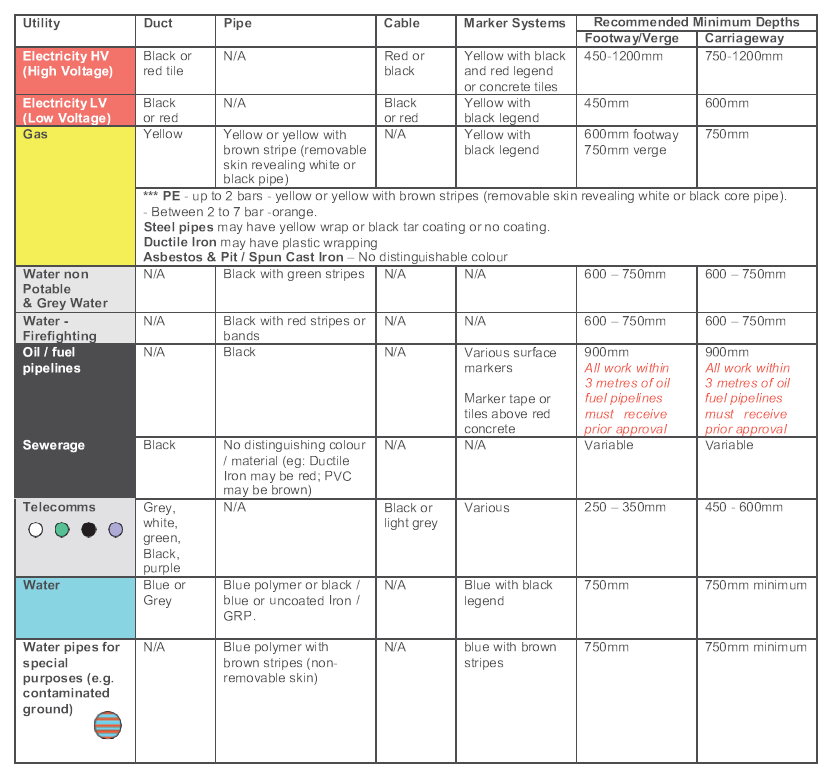 Utility
Duct
Pipe
Cable
Marker Systems
Recommended Minimum Depths
Footway/Verge
Carriageway
Electricity HV
(High Voltage)
Black or
red tile
N/A
Red or
black
Yellow with black
and red legend
or concrete tiles
450-1200mm
750-1200mm
Electricity LV
(Low Voltage)
Black
or red
N/A
Black
or red
Yellow with
black legend
450mm
600mm
Gas
Yellow
Yellow or yellow with
brown stripe (removable
skin revealing white or
black pipe)
N/A
Yellow with
black legend
600mm footway
750mm verge
750mm
*** PE - up to 2 bars - yellow or yellow with brown stripes (removable skin revealing white or black core pipe).
- Between 2 to 7 bar -orange.
Steel pipes may have yellow wrap or black tar coating or no coating.
Ductile Iron may have plastic wrapping
Asbestos & Pit / Spun Cast Iron – No distinguishable colour
Water non
Potable
& Grey Water
N/A
Black with green stripes
N/A
N/A
600 – 750mm
600 – 750mm
Water -
Firefighting
N/A
Black with red stripes or
bands
N/A
N/A
600 – 750mm
600 – 750mm
Oil / fuel
pipelines
N/A
Black
N/A
Various surface
markers
Marker tape or
tiles above red
concrete
900mm
All work within
3 metres of oil
fuel pipelines
must receive
prior approval
900mm
All work within
3 metres of oil
fuel pipelines
must receive
prior approval
Sewerage
Black
No distinguishing colour
/ material (eg: Ductile
Iron may be red; PVC
may be brown)
N/A
N/A
Variable
Variable
Telecomms
Grey,
white,
green,
Black,
purple
N/A
Black or
light grey
Various
250 – 350mm
450 - 600mm
Water
Blue or
Grey
Blue polymer or black /
blue or uncoated Iron /
GRP.
N/A
Blue with black
legend
750mm
750mm minimum
Water pipes for
special
purposes (e.g.
contaminated
ground)
N/A
Blue polymer with
brown stripes (non-
removable skin)
N/A
blue with brown
stripes
750mm
750mm minimum